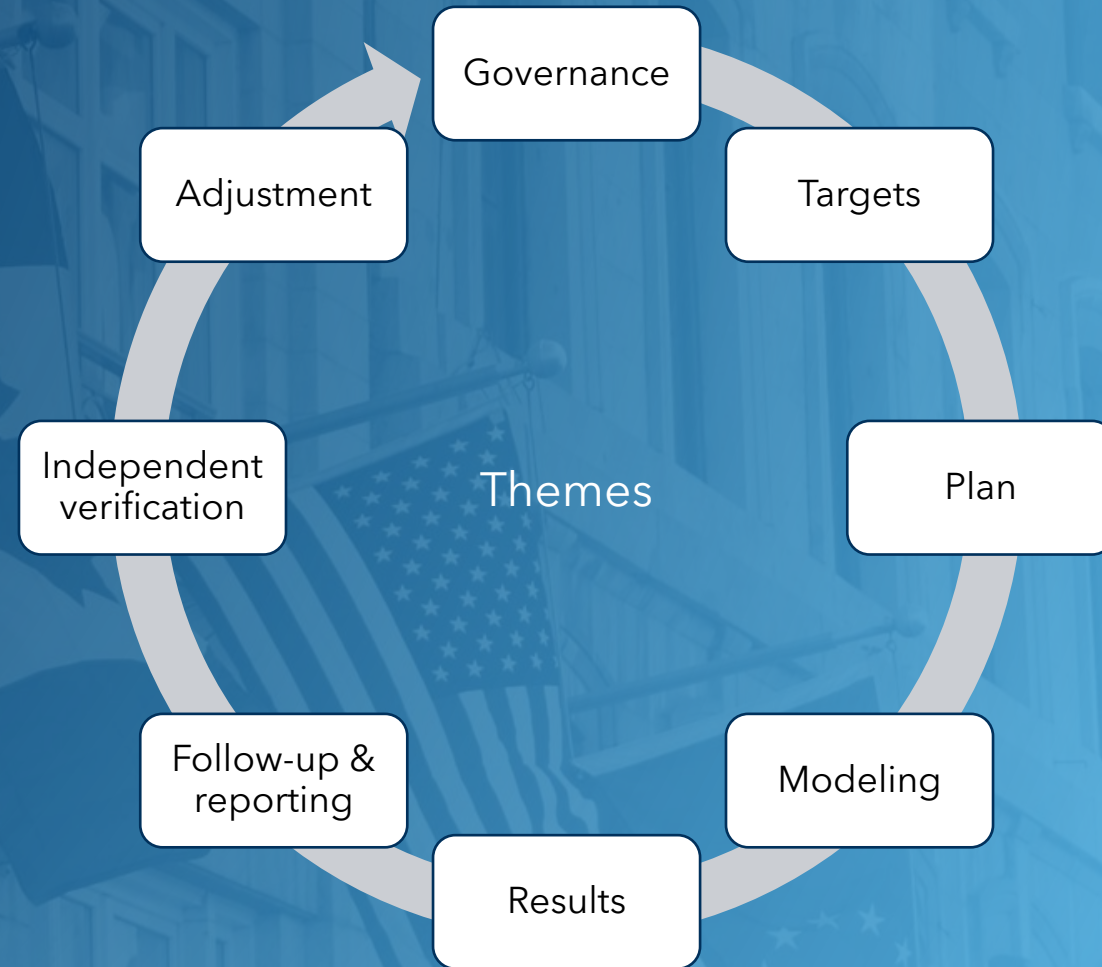 Governance
Targets
Plan
Modeling
Results
Follow-up &
reporting
Independent
verification
Adjustment
Themes